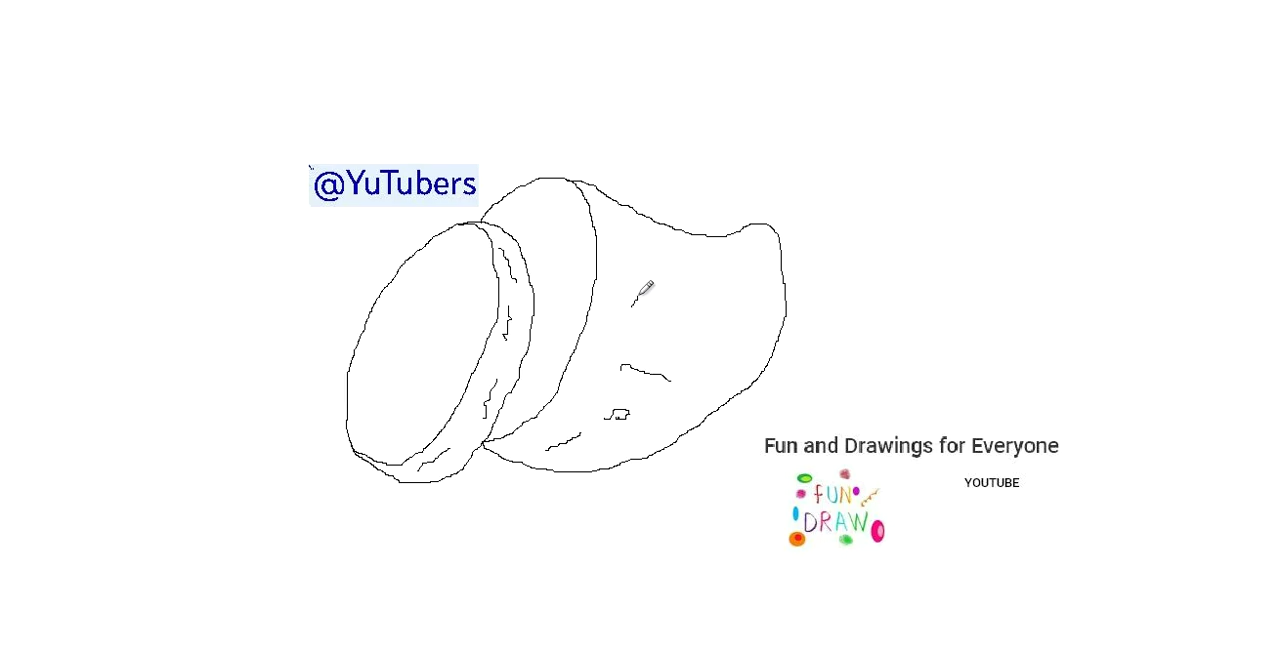 @YuTubers
Fun and Drawings for Everyone
YOUTUBE
FUN
DRAW